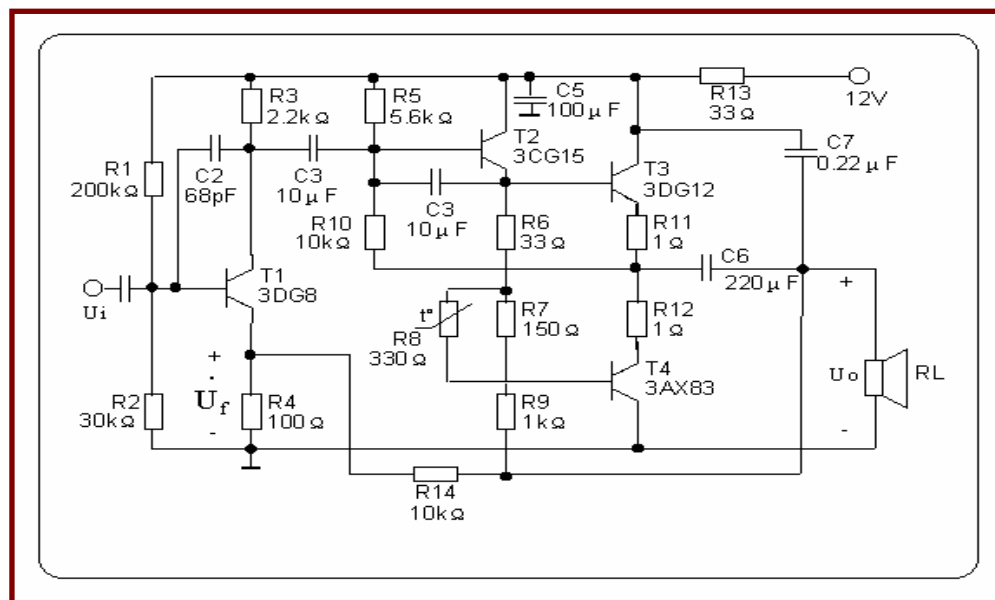 R3
2.2kΩ
R5
5.6kΩ
C5
100μF
R13
33Ω
12V
R1
200kΩ
C2
68pF
C3
10μF
T2
3CG15
T3
3DG12
C7
0.22μF
R10
10kΩ
C3
10μF
R6
33Ω
R11
1Ω
C6
220μF
Ui
T1
3DG8
t°
R8
330Ω
R7
150Ω
R12
1Ω
+
+
.
Uf
-
Uo
RL
T4
3AX83
R2
30kΩ
R4
100Ω
R9
1kΩ
-
R14
10kΩ